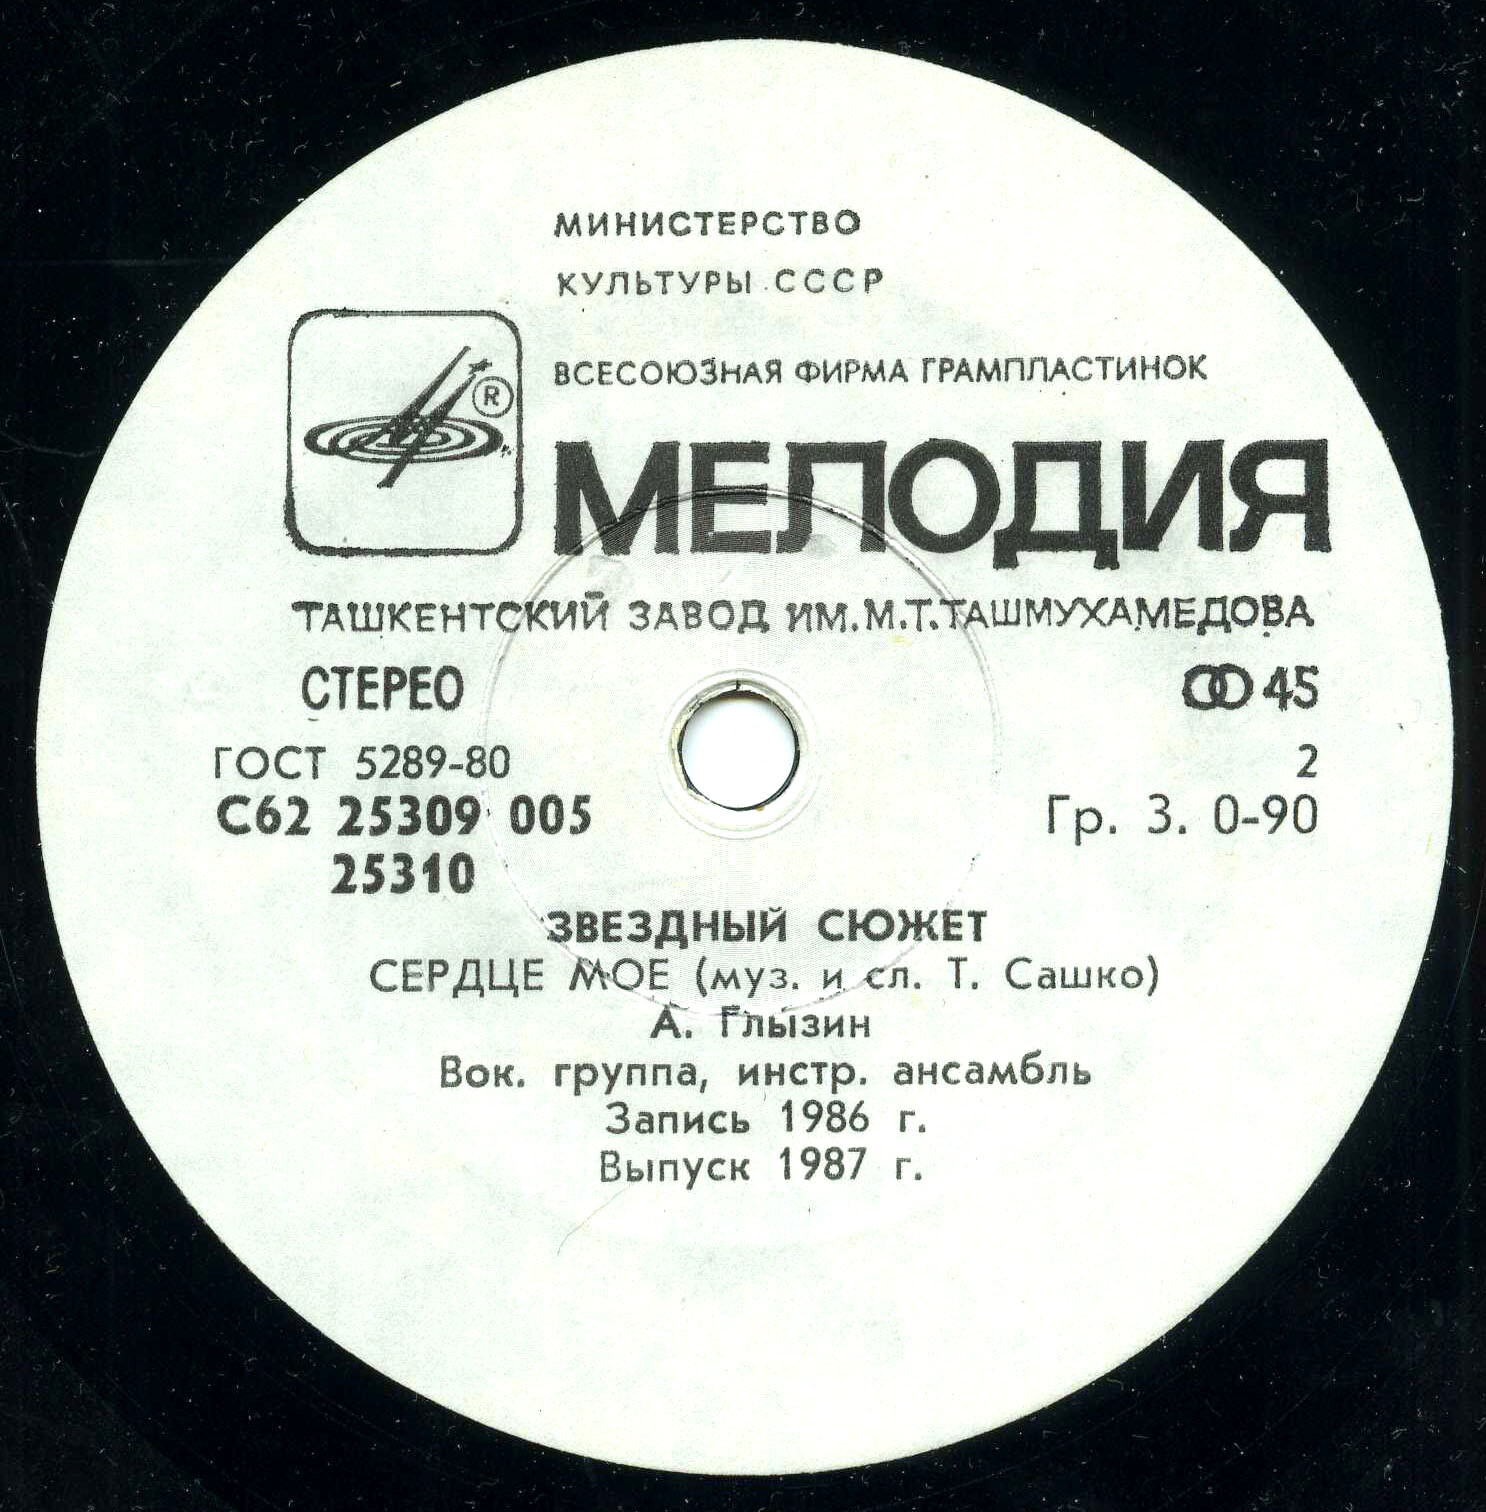 МИНИСТЕРСТВО
КУЛЬТУРЫ СССР
ВСЕСОЮЗНАЯ ФИРМА ГРАМПЛАСТИНОК
®
МЕЛОДИЯ
ТАШКЕНТСКИЙ ЗАВОД ИМ. М.Т.ТАШМУХАМЕДОВА
СТЕРЕО 45
ГОСТ 5289-80 2
С62 25309 005 Гр. 3. 0-90
25310
ЗВЕЗДНЫЙ СЮЖЕТ
СЕРДЦЕ МОЕ (муз. и сл. Т. Сашко)
А. Глызин
Вок. группа, инстр. ансамбль
Запись 1986 г.
Выпуск 1987 г.